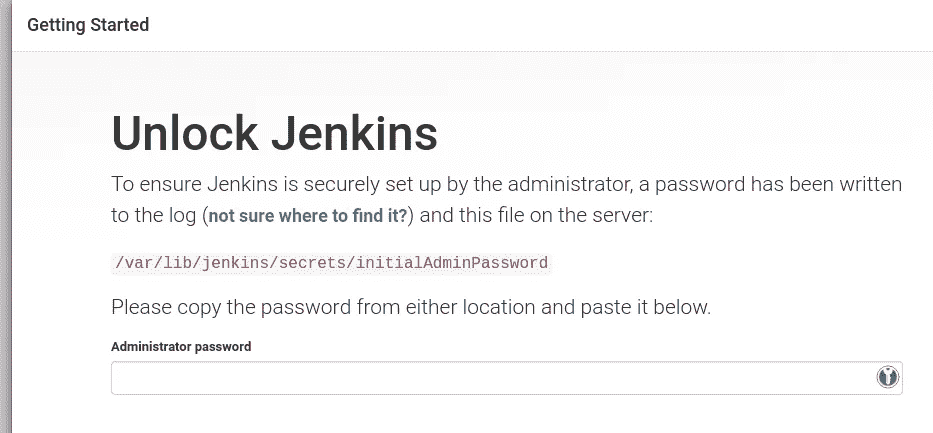 Getting Started
Unlock Jenkins
To ensure Jenkins is securely set up by the administrator, a password has been written
to the log (not sure where to find it?) and this file on the server:
/var/lib/jenkins/secrets/initialAdminPassword
Please copy the password from either location and paste it below.
Administrator password